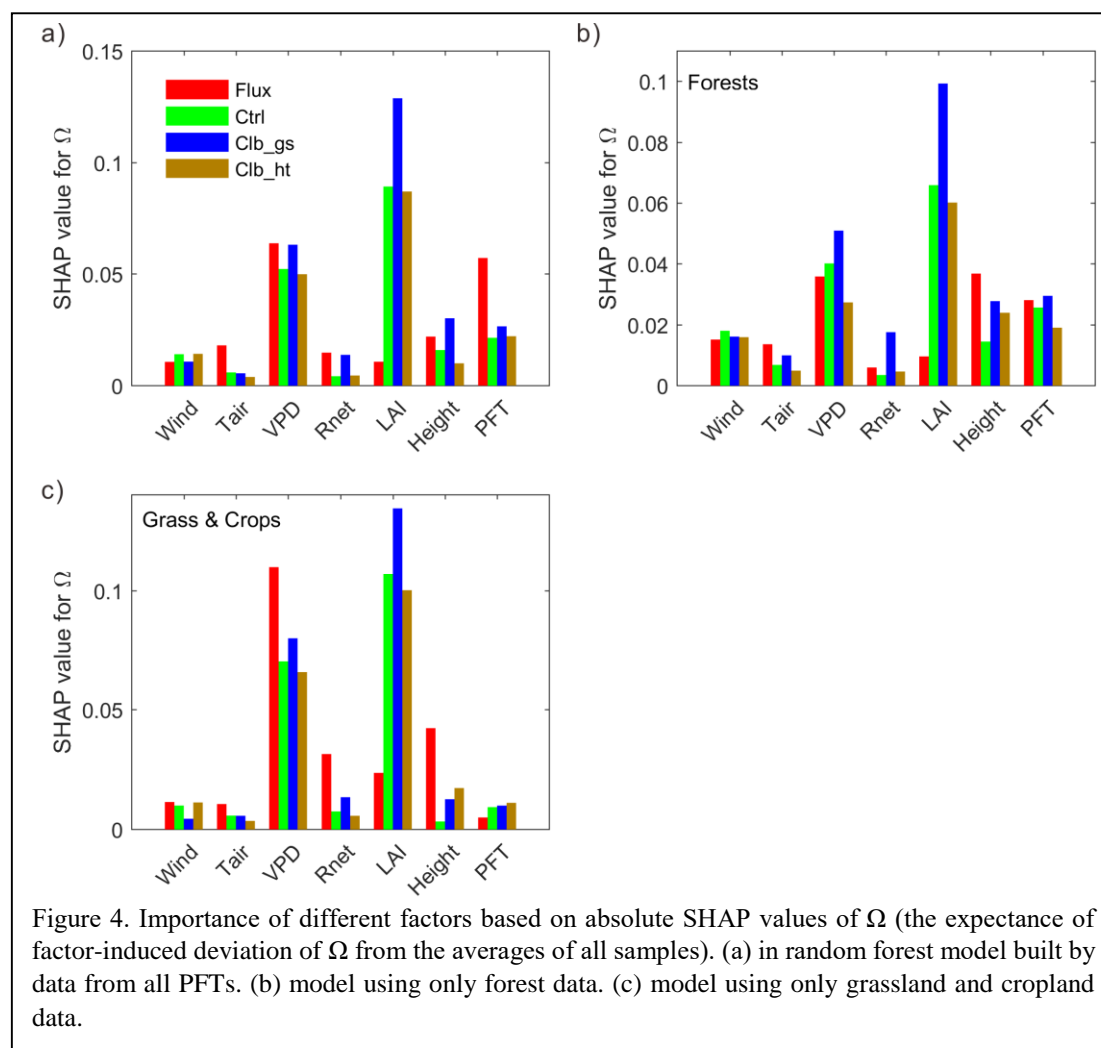 a)
0.15
0.1
0.05
0
SHAP value for Ω
Flux
Ctrl
Clb_gs
Clb_ht
Wind
Tair
VPD
Rnet
LAI
Height
PFT
b)
Forests
0.1
0.08
0.06
0.04
0.02
0
SHAP value for Ω
Wind
Tair
VPD
Rnet
LAI
Height
PFT
c)
Grass & Crops
0.1
0.05
0
SHAP value for Ω
Wind
Tair
VPD
Rnet
LAI
Height
PFT
Figure 4. Importance of different factors based on absolute SHAP values of Ω (the expectance of
factor-induced deviation of Ω from the averages of all samples). (a) in random forest model built by
data from all PFTs. (b) model using only forest data. (c) model using only grassland and cropland
data.